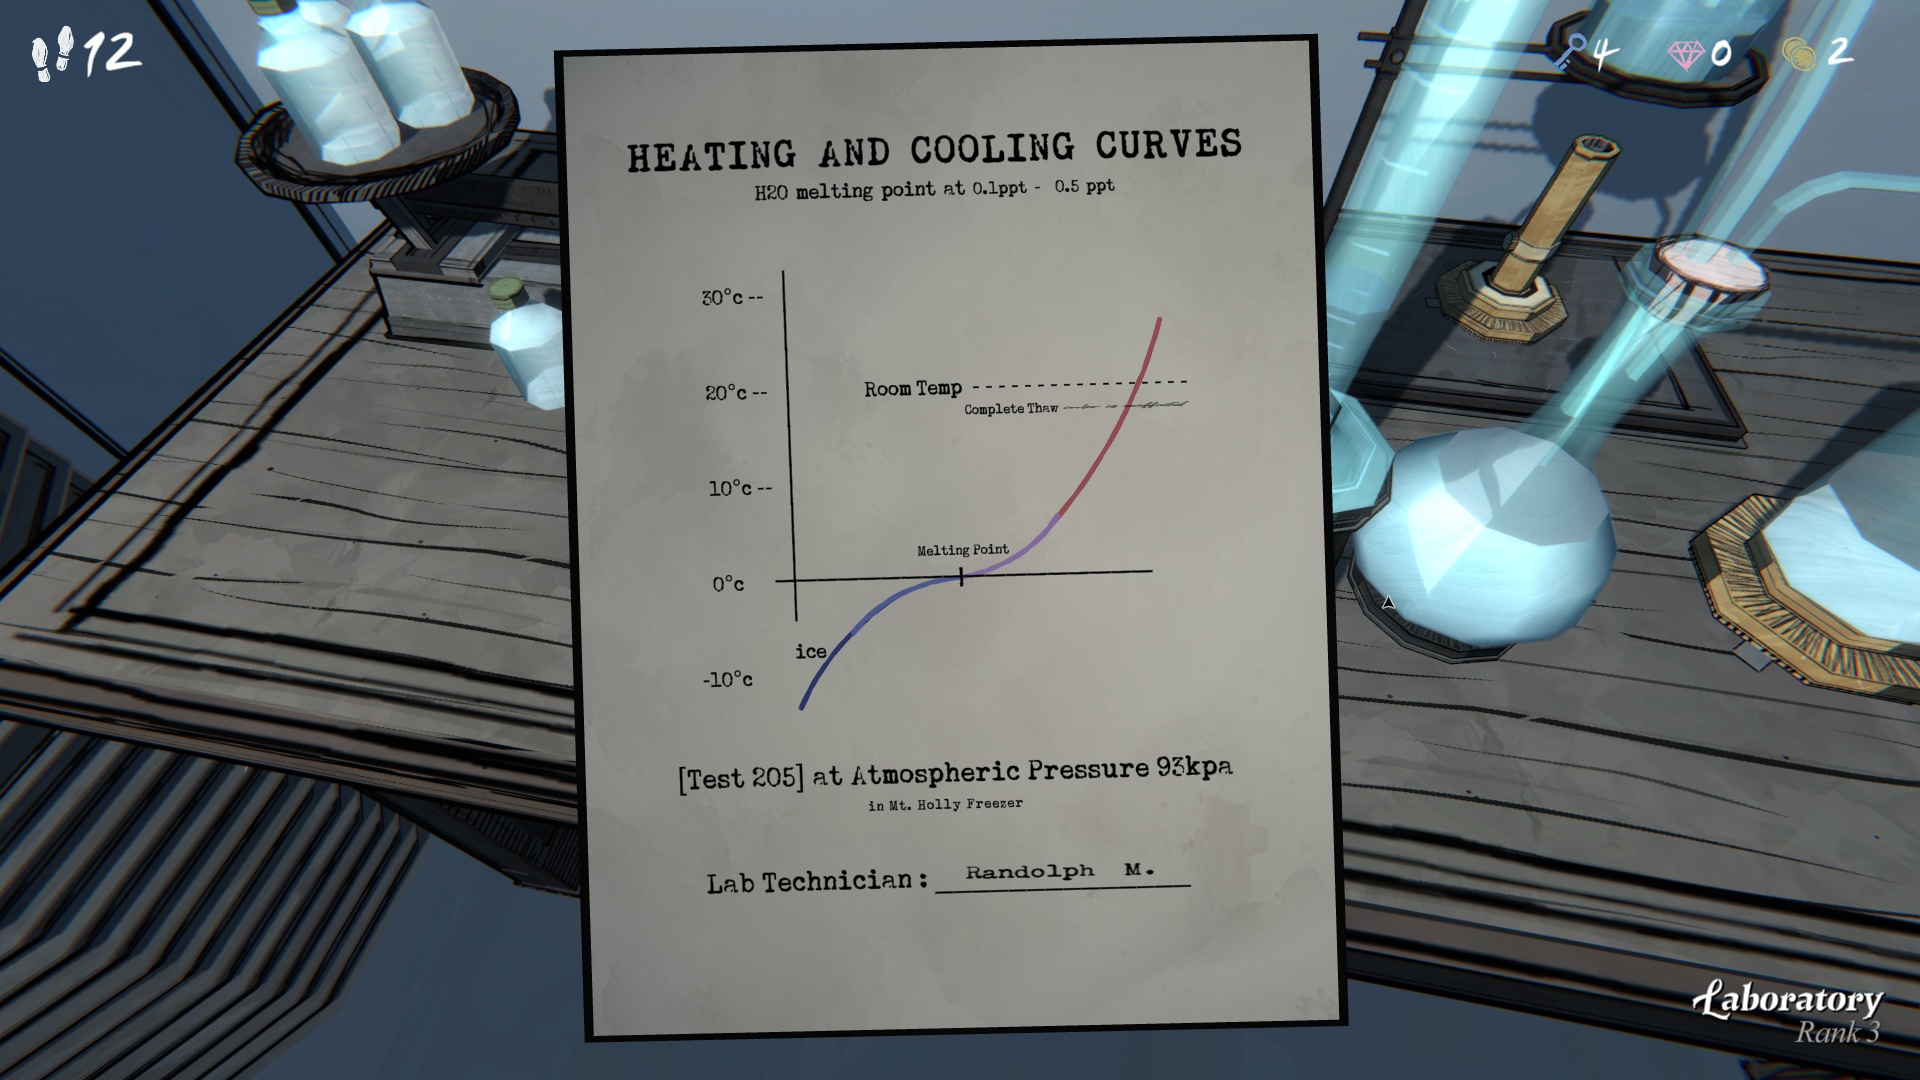 12
4
0
2
HEATING AND COOLING CURVES
H2O melting point at 0.1ppt - 0.5 ppt
30°c --
20°c --
Room Temp
Complete Thaw
10°c --
Melting Point
0°c
ice
-10°c
[Test 205] at Atmospheric Pressure 93kpa
in Mt. Holly Freezer
Lab Technician: Randolph M.
Laboratory
Rank 3